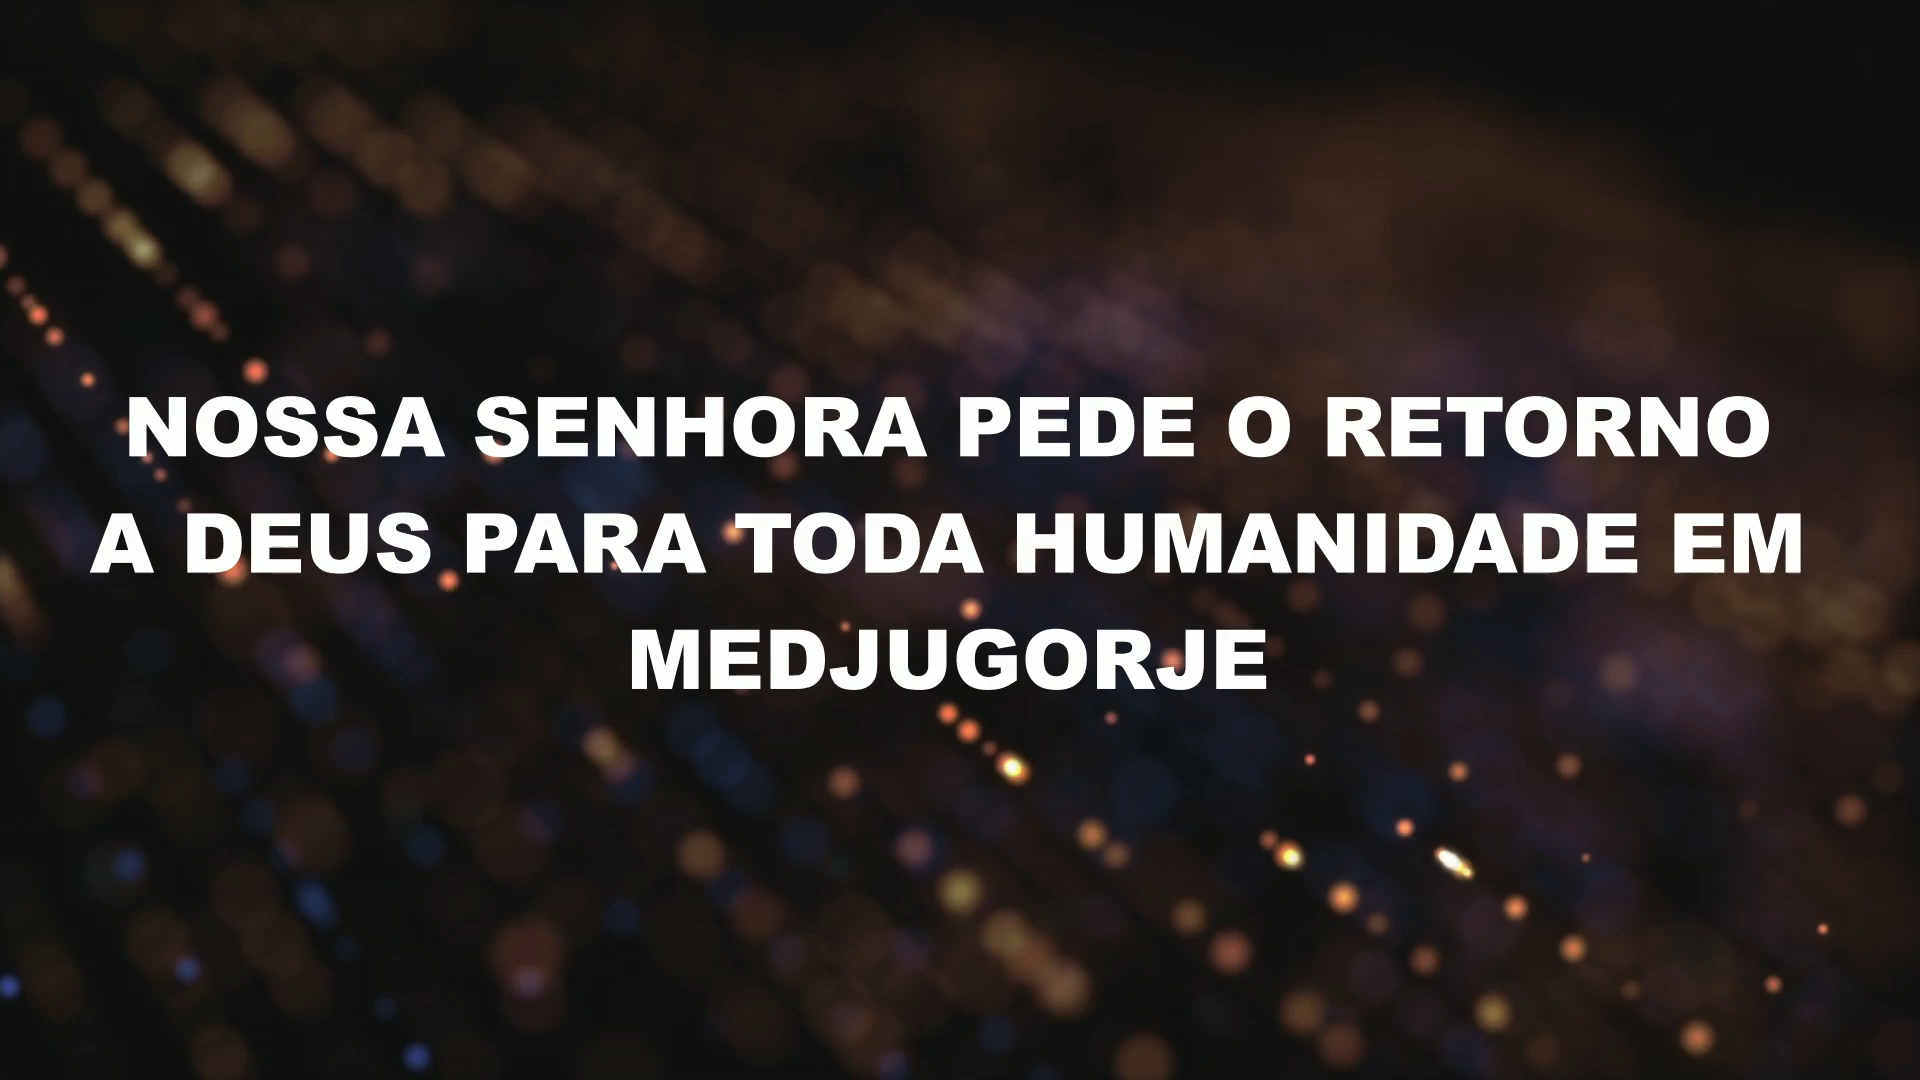 NOSSA SENHORA PEDE O RETORNO
A DEUS PARA TODA HUMANIDADE EM
MEDJUGORJE